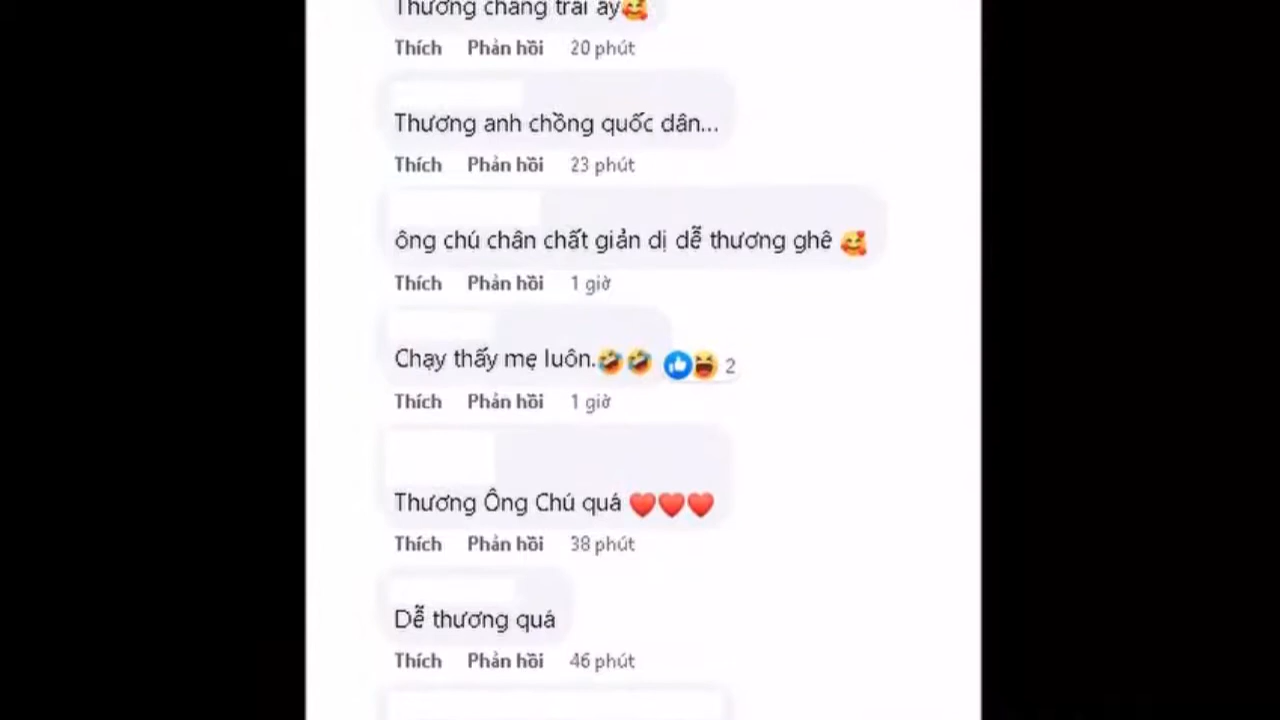 Thương chàng trai ấy🥰
Thích Phản hồi 20 phút
Thương anh chồng quốc dân...
Thích Phản hồi 23 phút
ông chú chân chất giản dị dễ thương ghê 🥰
Thích Phản hồi 1 giờ
Chạy thấy mẹ luôn.🤣🤣 2
Thích Phản hồi 1 giờ
Thương Ông Chú quá ❤️❤️❤️
Thích Phản hồi 38 phút
Dễ thương quá
Thích Phản hồi 46 phút